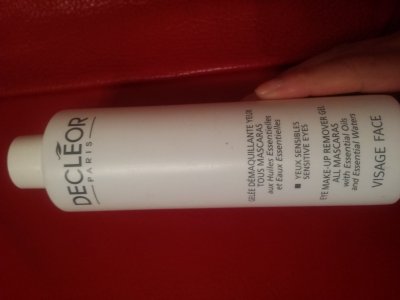 DECLÉOR
PARIS
GELÉE DÉMAQUILLANTE YEUX
TOUS MASCARAS
aux Huiles Essentielles
et Eaux Essentielles
■ YEUX SENSIBLES
SENSITIVE EYES
EYE MAKE-UP REMOVER GEL
ALL MASCARAS
with Essential Oils
and Essential Waters
VISAGE FACE